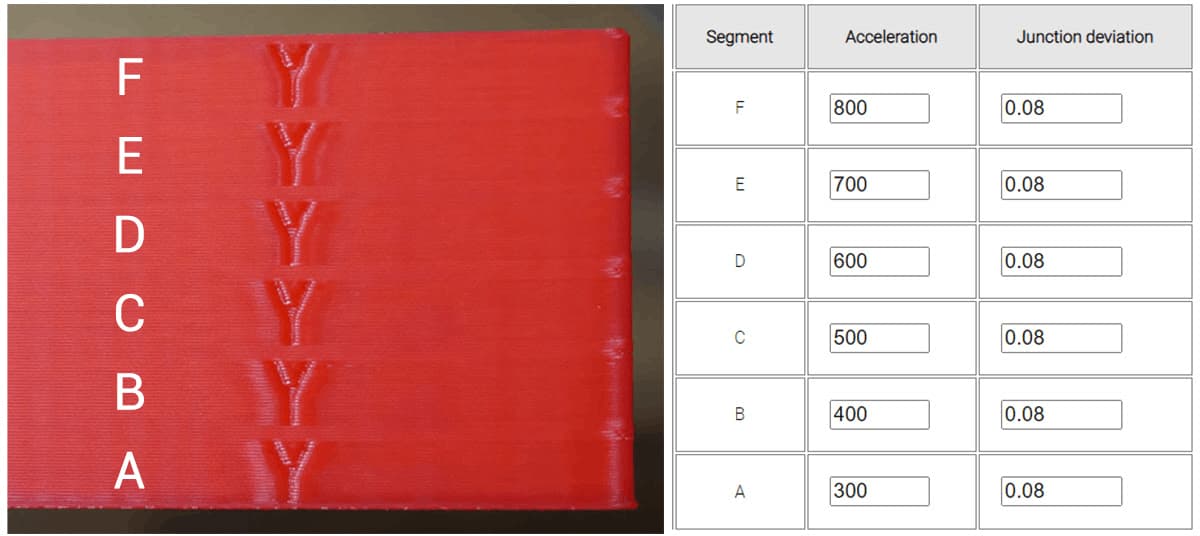 F Y
E Y
D Y
C Y
B Y
A Y
Segment Acceleration Junction deviation
F 800 0.08
E 700 0.08
D 600 0.08
C 500 0.08
B 400 0.08
A 300 0.08